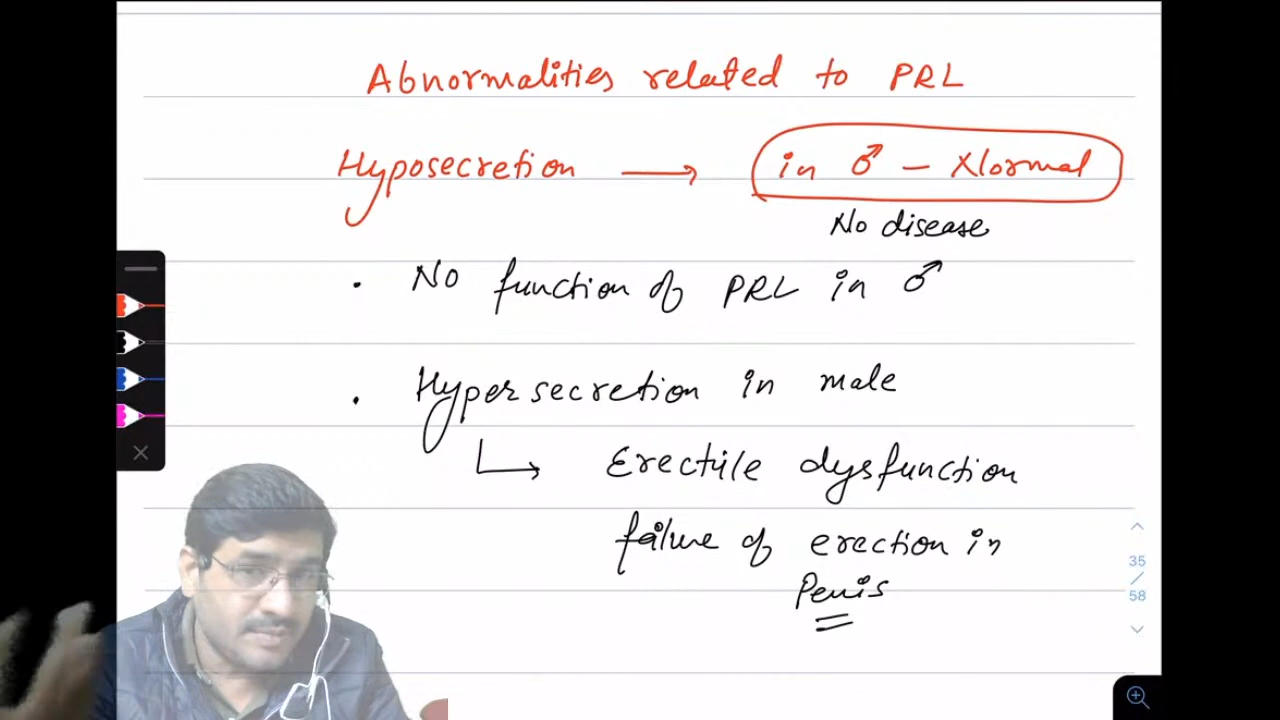 Abnormalities related to PRL
Hyposecretion → in ♂ – Normal
No disease
• No function of PRL in ♂
• Hypersecretion in male
↳ Erectile dysfunction
failure of erection in
Penis
35
/
58